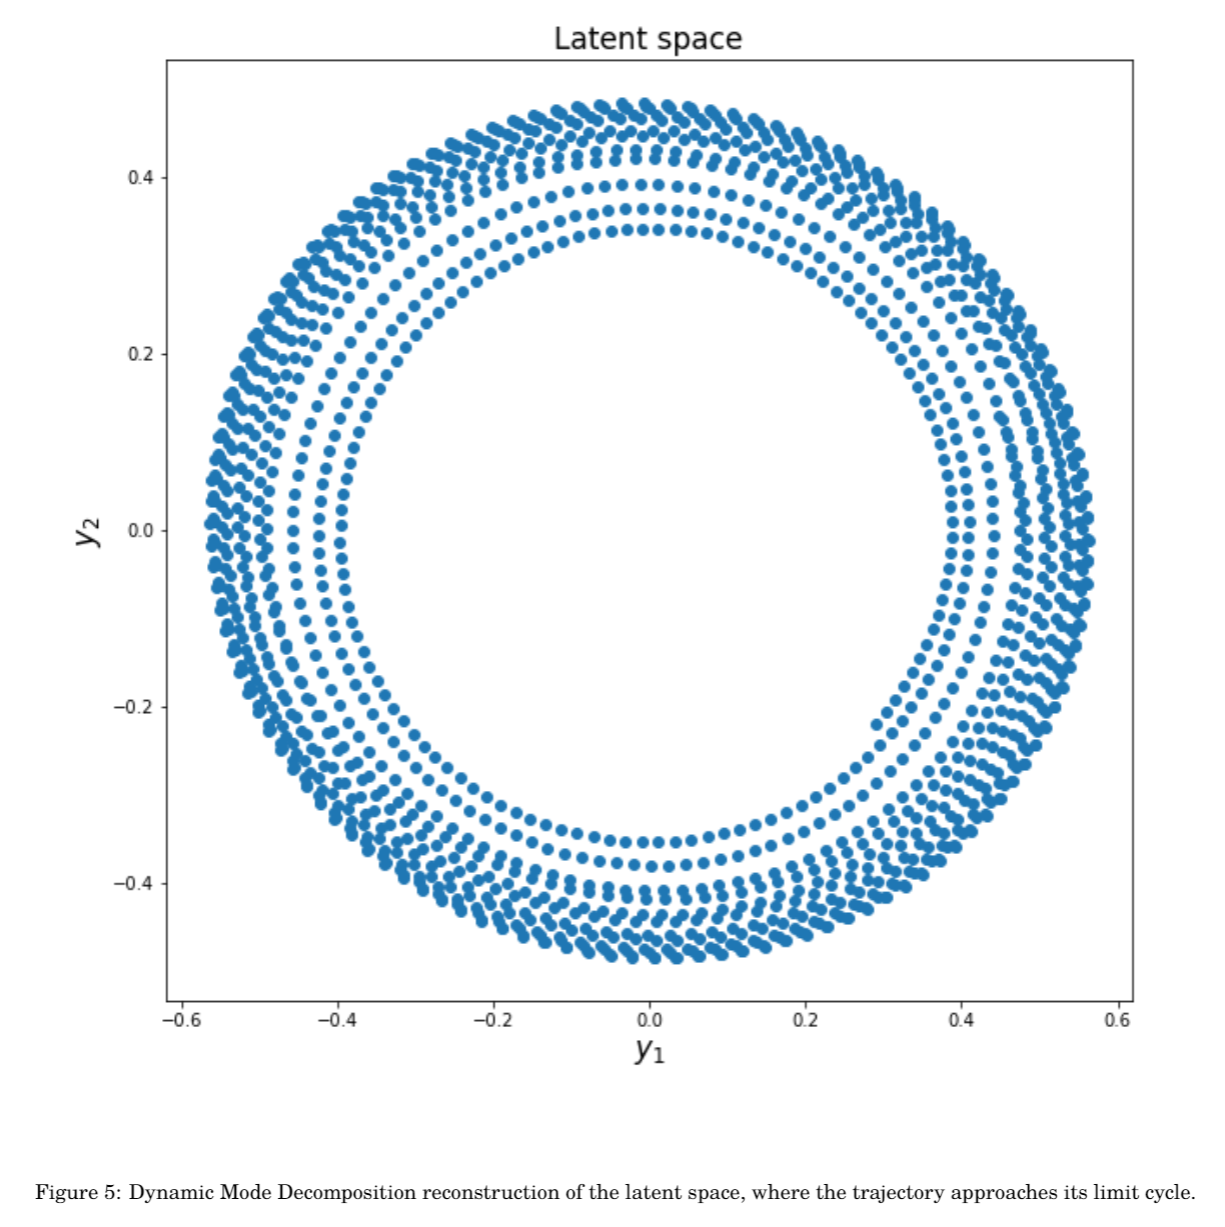 Latent space
0.4
0.2
0.0
−0.2
−0.4
y2
−0.6 −0.4 −0.2 0.0 0.2 0.4 0.6
y1
Figure 5: Dynamic Mode Decomposition reconstruction of the latent space, where the trajectory approaches its limit cycle.